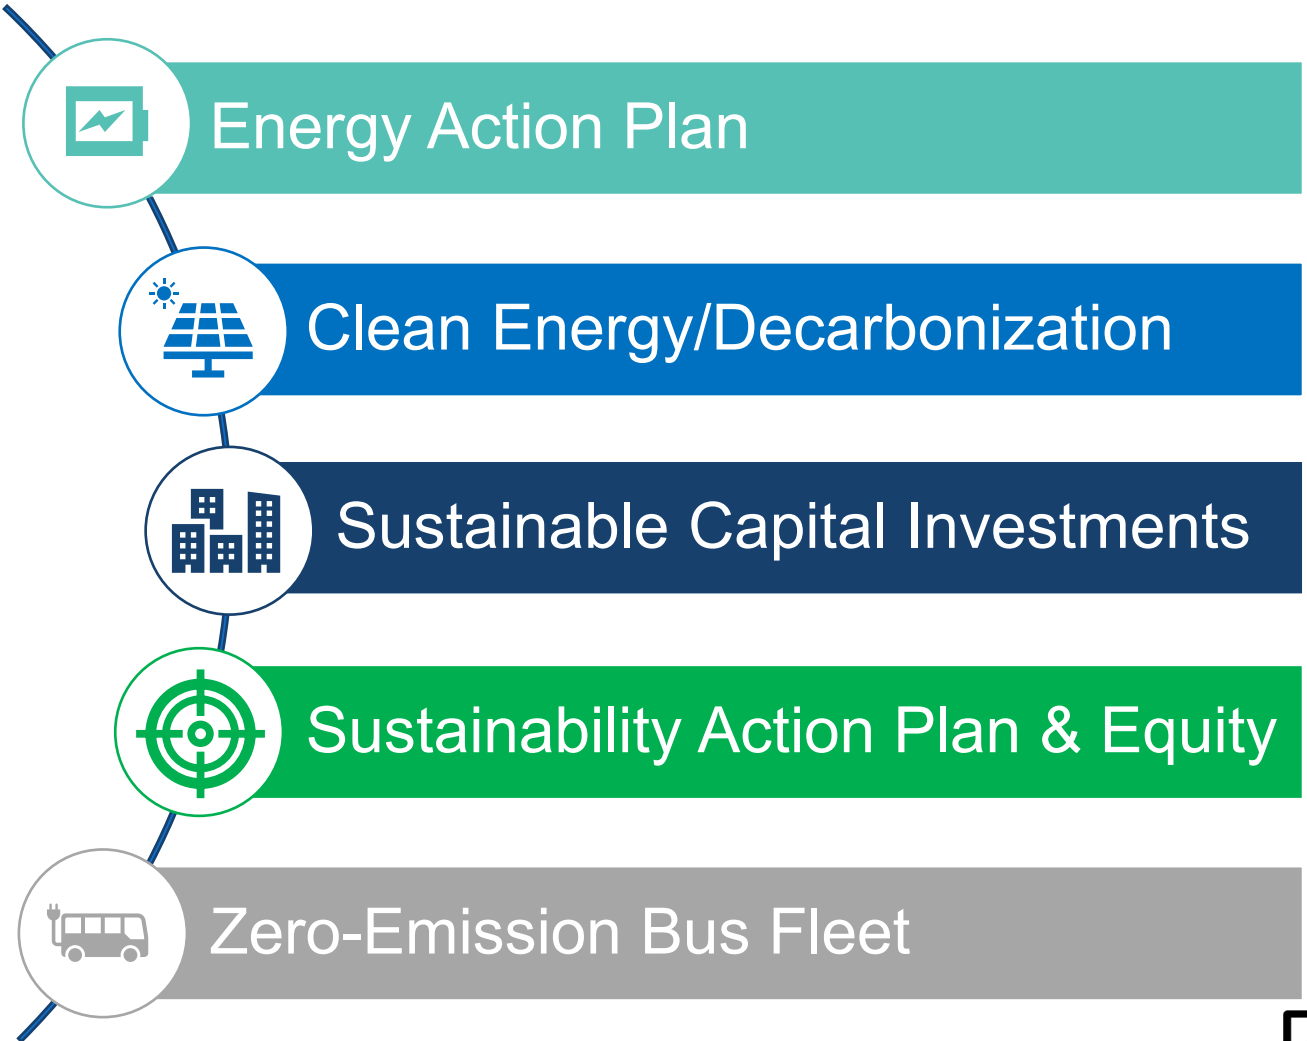 Energy Action Plan
Clean Energy/Decarbonization
Sustainable Capital Investments
Sustainability Action Plan & Equity
Zero-Emission Bus Fleet